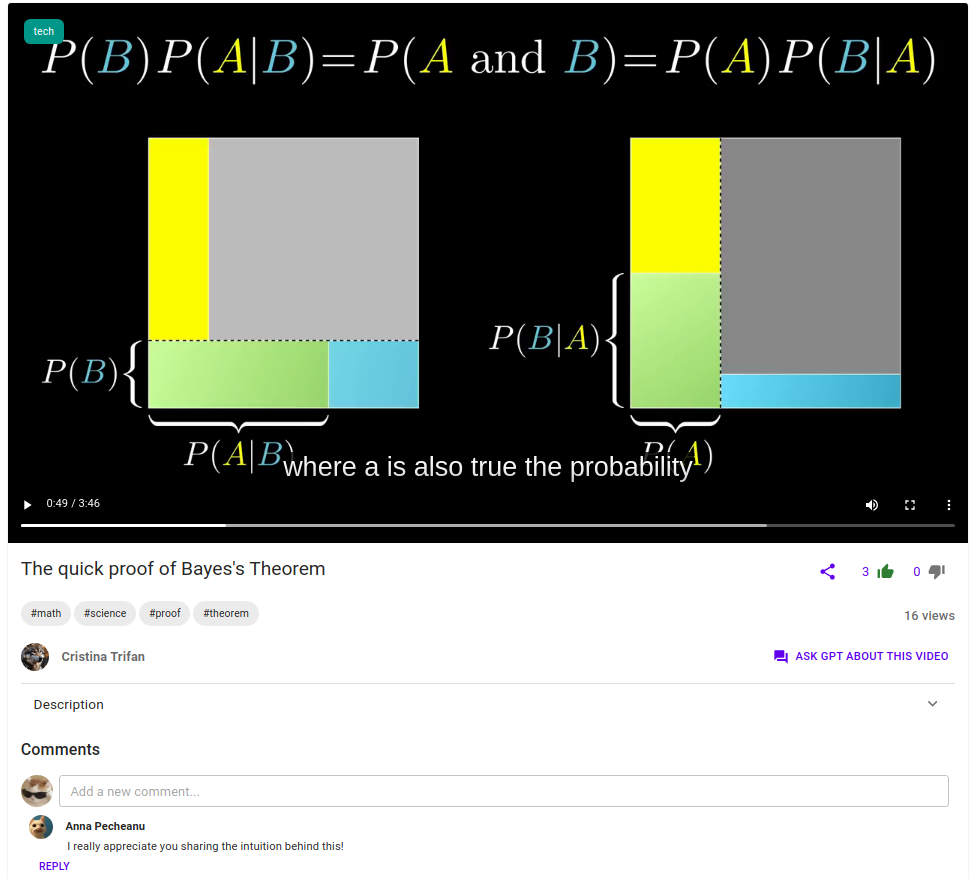 tech
P(B)P(A|B)=P(A and B)=P(A)P(B|A)
P(B|A)
P(B)
P(A|B)
P(A)
where a is also true the probability
0:49 / 3:46
The quick proof of Bayes's Theorem
3
0
#math #science #proof #theorem
16 views
Cristina Trifan
ASK GPT ABOUT THIS VIDEO
Description
Comments
Add a new comment...
Anna Pecheanu
I really appreciate you sharing the intuition behind this!
REPLY